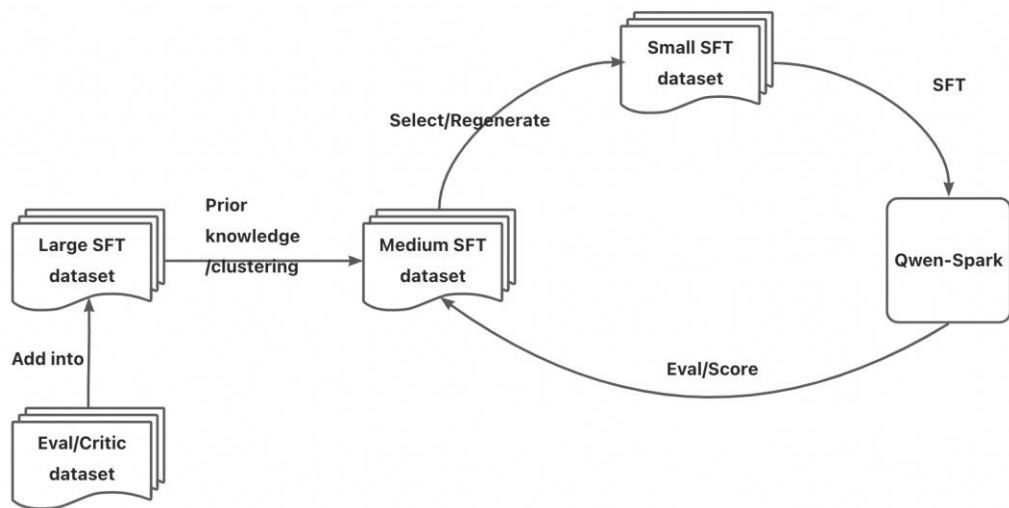 Small SFT
dataset
SFT
Select/Regenerate
Prior
knowledge
/clustering
Large SFT
dataset
Medium SFT
dataset
Qwen-Spark
Add into
Eval/Score
Eval/Critic
dataset